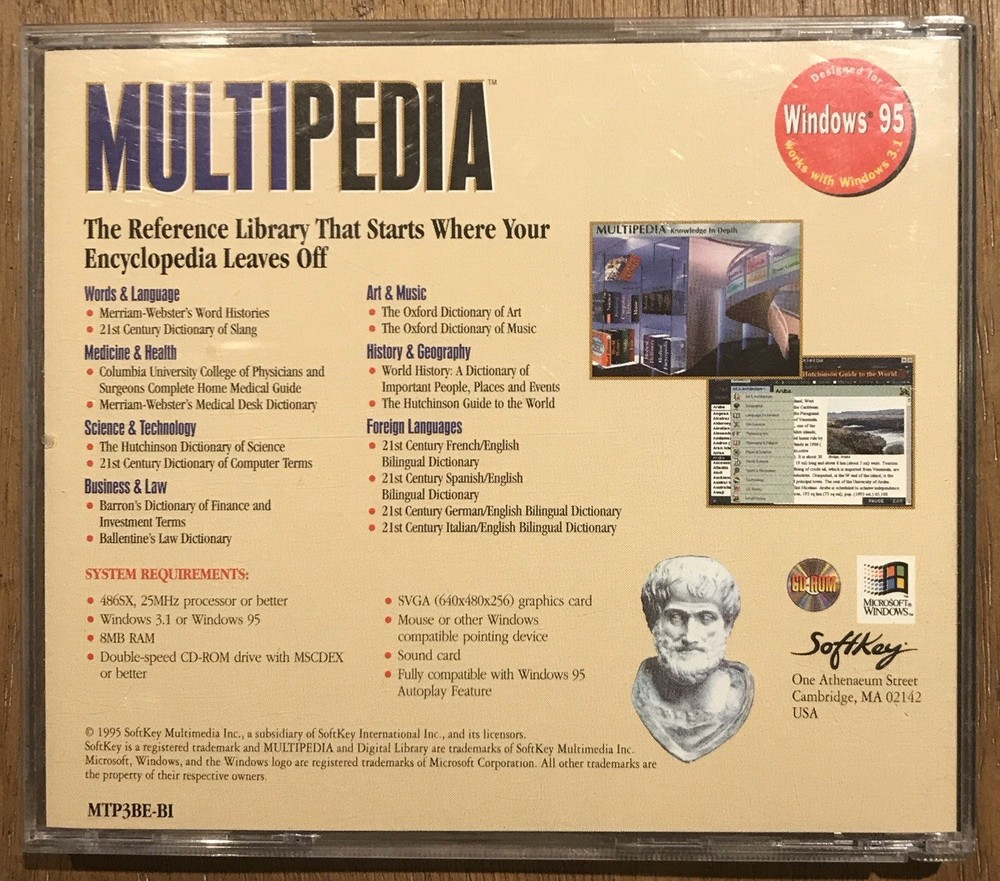 MULTIPEDIA™
Designed for
Windows® 95
Works with Windows 3.1
The Reference Library That Starts Where Your
Encyclopedia Leaves Off
Words & Language
• Merriam-Webster's Word Histories
• 21st Century Dictionary of Slang
Medicine & Health
• Columbia University College of Physicians and
Surgeons Complete Home Medical Guide
• Merriam-Webster's Medical Desk Dictionary
Science & Technology
• The Hutchinson Dictionary of Science
• 21st Century Dictionary of Computer Terms
Business & Law
• Barron's Dictionary of Finance and
Investment Terms
• Ballentine's Law Dictionary
Art & Music
• The Oxford Dictionary of Art
• The Oxford Dictionary of Music
History & Geography
• World History: A Dictionary of
Important People, Places and Events
• The Hutchinson Guide to the World
Foreign Languages
• 21st Century French/English
Bilingual Dictionary
• 21st Century Spanish/English
Bilingual Dictionary
• 21st Century German/English Bilingual Dictionary
• 21st Century Italian/English Bilingual Dictionary
MULTIPEDIA Knowledge In Depth
Hutchinson Guide to the World
Aruba
SYSTEM REQUIREMENTS:
• 486SX, 25MHz processor or better
• Windows 3.1 or Windows 95
• 8MB RAM
• Double-speed CD-ROM drive with MSCDEX
or better
• SVGA (640x480x256) graphics card
• Mouse or other Windows
compatible pointing device
• Sound card
• Fully compatible with Windows 95
Autoplay Feature
CD-ROM
MICROSOFT®
WINDOWS™
SoftKey
One Athenaeum Street
Cambridge, MA 02142
USA
© 1995 SoftKey Multimedia Inc., a subsidiary of SoftKey International Inc., and its licensors.
SoftKey is a registered trademark and MULTIPEDIA and Digital Library are trademarks of SoftKey Multimedia Inc.
Microsoft, Windows, and the Windows logo are registered trademarks of Microsoft Corporation. All other trademarks are
the property of their respective owners.
MTP3BE-BI